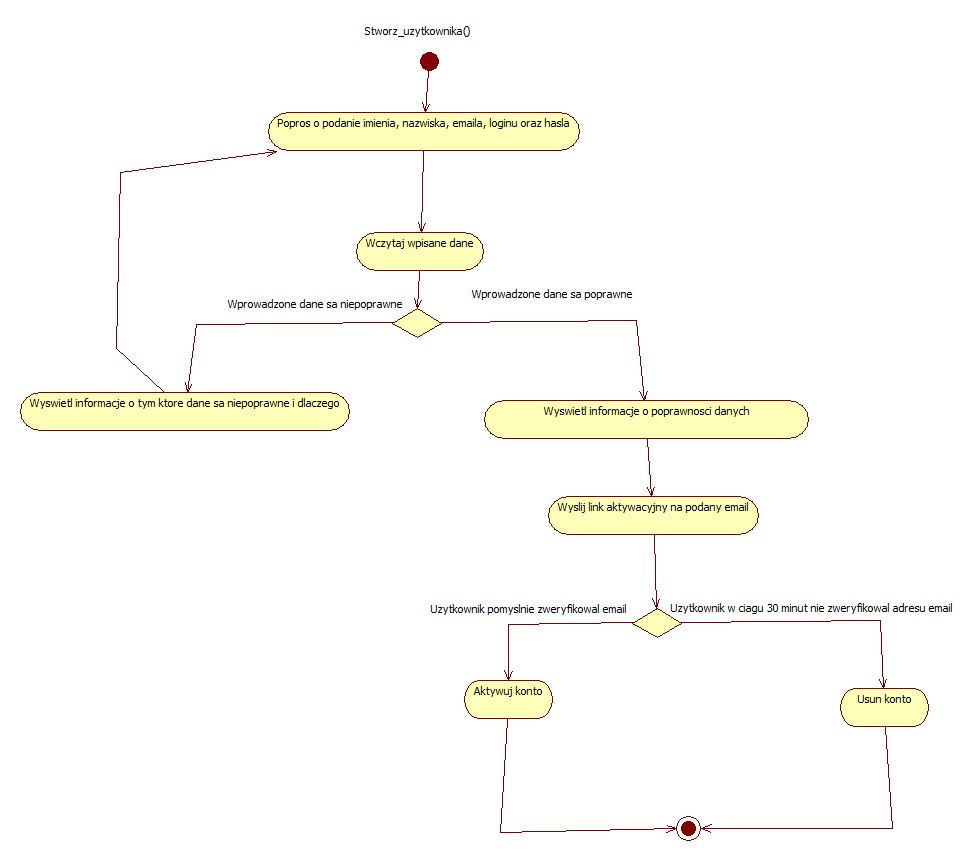 Stworz_uzytkownika()
Popros o podanie imienia, nazwiska, emaila, loginu oraz hasla
Wczytaj wpisane dane
Wprowadzone dane sa niepoprawne
Wprowadzone dane sa poprawne
Wyswietl informacje o tym ktore dane sa niepoprawne i dlaczego
Wyswietl informacje o poprawnosci danych
Wyslij link aktywacyjny na podany email
Uzytkownik pomyslnie zweryfikowal email
Uzytkownik w ciagu 30 minut nie zweryfikowal adresu email
Aktywuj konto
Usun konto